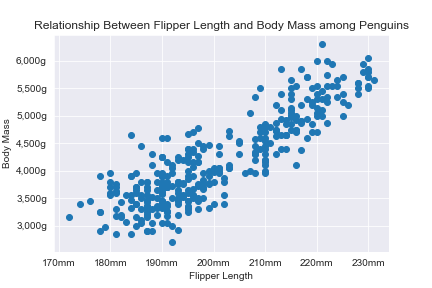 Relationship Between Flipper Length and Body Mass among Penguins
6,000g
5,500g
5,000g
4,500g
4,000g
3,500g
3,000g
Body Mass
170mm 180mm 190mm 200mm 210mm 220mm 230mm
Flipper Length